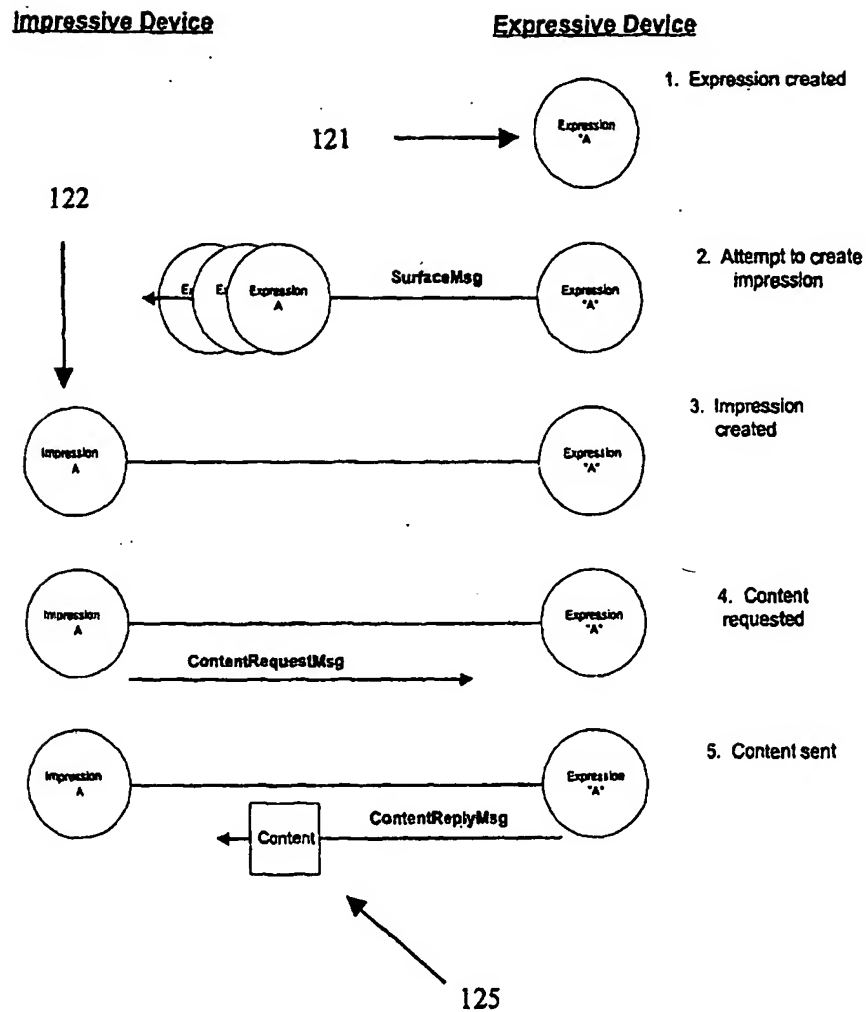 Impressive Device
Expressive Device
1. Expression created
Expression
"A
121
122
2. Attempt to create
impression
Ex
E
Expression
A
SurfaceMsg
Expression
"A"
3. Impression
created
Impression
A
Expression
"A"
4. Content
requested
Impression
A
Expression
"A"
ContentRequestMsg
5. Content sent
Impression
A
Expression
"A"
Content
ContentReplyMsg
125